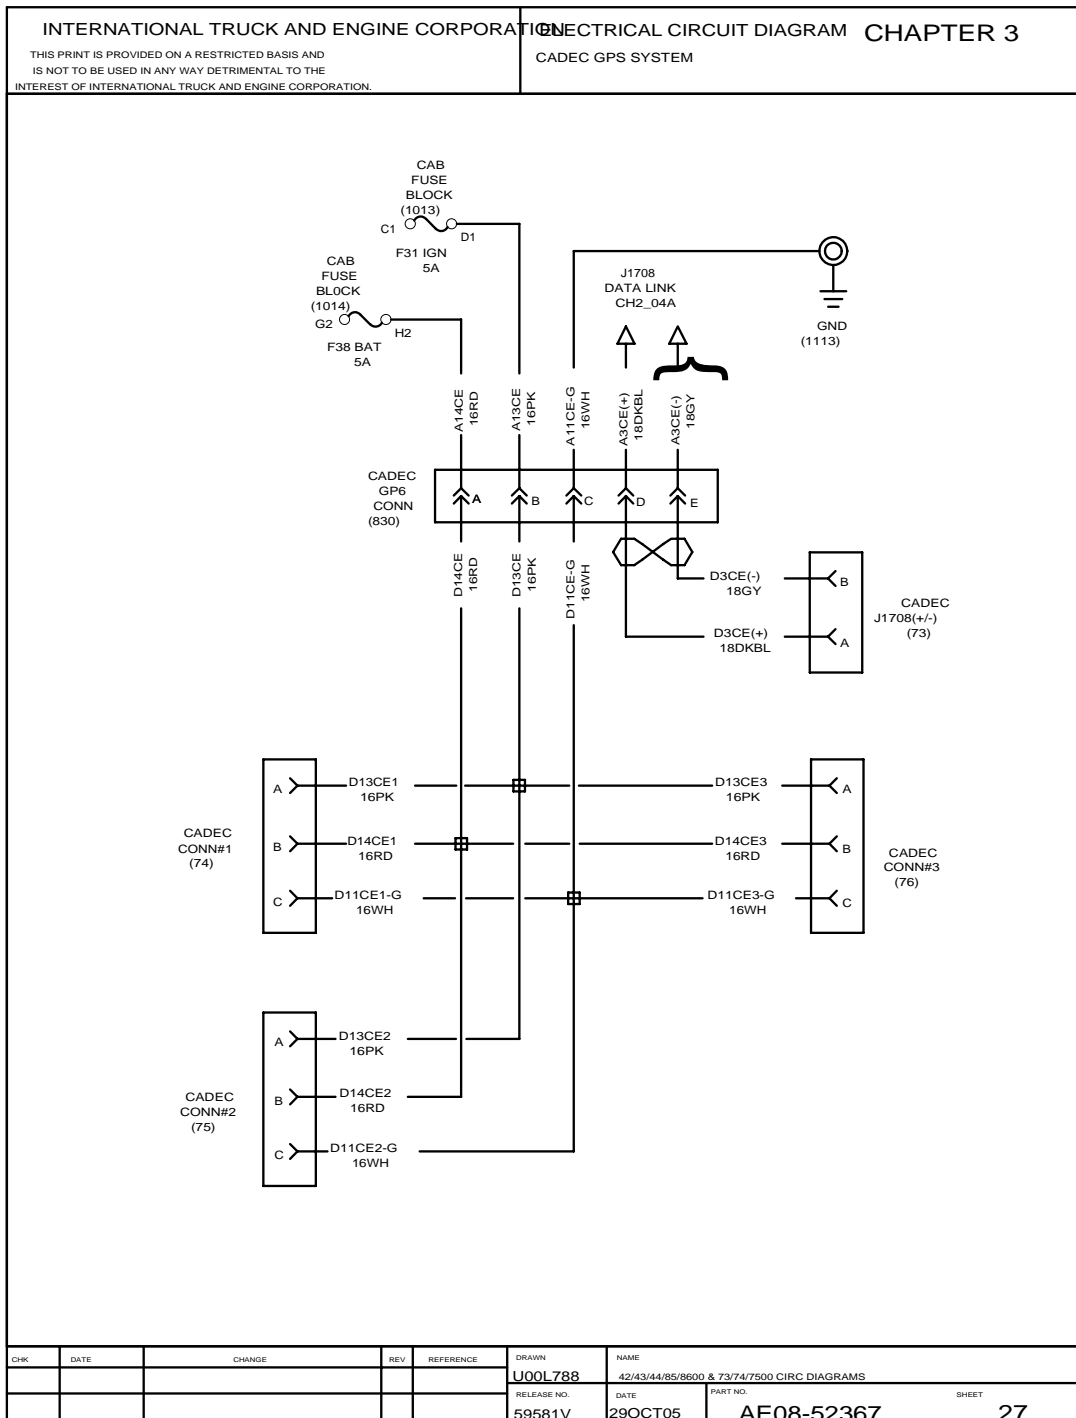 INTERNATIONAL TRUCK AND ENGINE CORPORATION
THIS PRINT IS PROVIDED ON A RESTRICTED BASIS AND
IS NOT TO BE USED IN ANY WAY DETRIMENTAL TO THE
INTEREST OF INTERNATIONAL TRUCK AND ENGINE CORPORATION.
ELECTRICAL CIRCUIT DIAGRAM
CADEC GPS SYSTEM
CHAPTER 3
CAB
FUSE
BLOCK
(1013)
C1
D1
F31 IGN
5A
CAB
FUSE
BLOCK
(1014)
G2
H2
F38 BAT
5A
J1708
DATA LINK
CH2_04A
GND
(1113)
A14CE
16RD
A13CE
16PK
A11CE-G
16WH
A3CE(+)
18DKBL
A3CE(-)
18GY
CADEC
GP6
CONN
(830)
A
B
C
D
E
D14CE
16RD
D13CE
16PK
D11CE-G
16WH
D3CE(-)
18GY
B
D3CE(+)
18DKBL
A
CADEC
J1708(+/-)
(73)
CADEC
CONN#1
(74)
A
D13CE1
16PK
B
D14CE1
16RD
C
D11CE1-G
16WH
D13CE3
16PK
A
D14CE3
16RD
B
D11CE3-G
16WH
C
CADEC
CONN#3
(76)
CADEC
CONN#2
(75)
A
D13CE2
16PK
B
D14CE2
16RD
C
D11CE2-G
16WH
CHK
DATE
CHANGE
REV
REFERENCE
DRAWN
U00L788
NAME
42/43/44/85/8600 & 73/74/7500 CIRC DIAGRAMS
RELEASE NO.
59581V
DATE
29OCT05
PART NO.
AE08-52367
SHEET
27